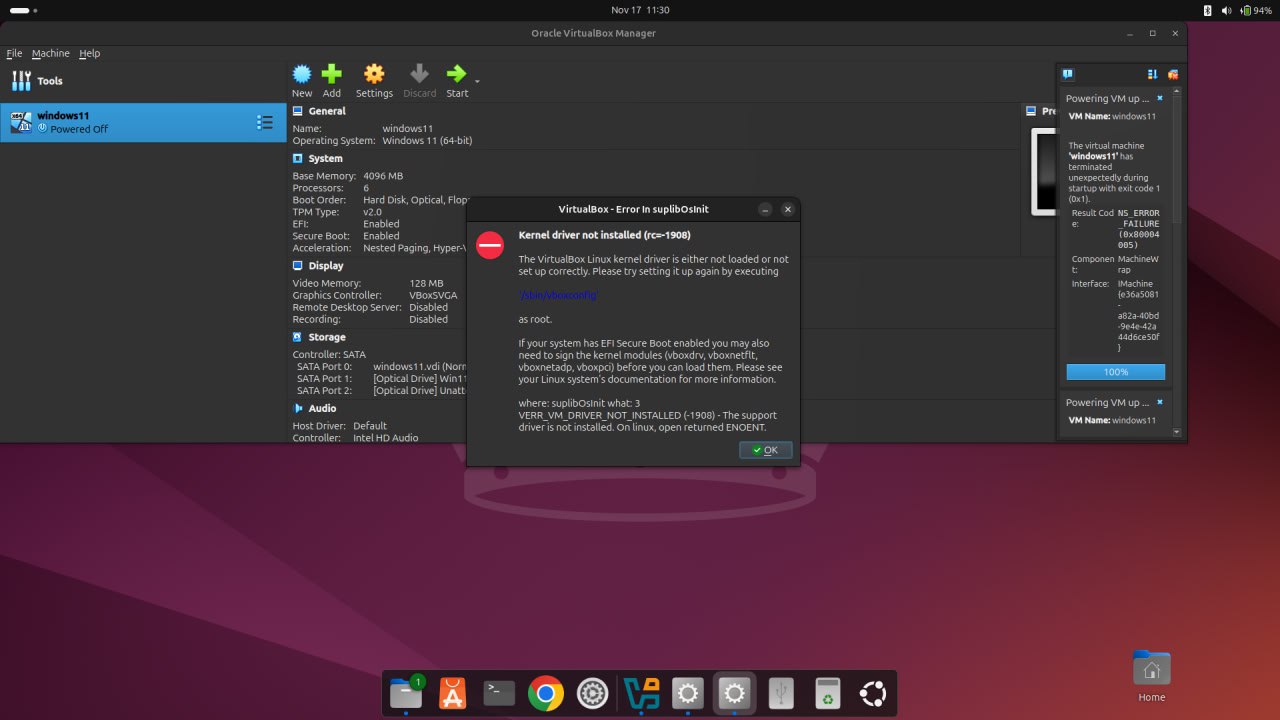 Nov 17 11:30
94%
Oracle VirtualBox Manager
File Machine Help
Tools
New Add Settings Discard Start
windows11
Powered Off
General
Name: windows11
Operating System: Windows 11 (64-bit)
System
Base Memory: 4096 MB
Processors: 6
Boot Order: Hard Disk, Optical, Flop
TPM Type: v2.0
EFI: Enabled
Secure Boot: Enabled
Acceleration: Nested Paging, Hyper-V
Display
Video Memory: 128 MB
Graphics Controller: VBoxSVGA
Remote Desktop Server: Disabled
Recording: Disabled
Storage
Controller: SATA
SATA Port 0: windows11.vdi (Norm
SATA Port 1: [Optical Drive] Win11
SATA Port 2: [Optical Drive] Unatt
Audio
Host Driver: Default
Controller: Intel HD Audio
Pre
VirtualBox - Error In suplibOsInit
Kernel driver not installed (rc=-1908)
The VirtualBox Linux kernel driver is either not loaded or not
set up correctly. Please try setting it up again by executing
'/sbin/vboxconfig'
as root.
If your system has EFI Secure Boot enabled you may also
need to sign the kernel modules (vboxdrv, vboxnetflt,
vboxnetadp, vboxpci) before you can load them. Please see
your Linux system's documentation for more information.
where: suplibOsInit what: 3
VERR_VM_DRIVER_NOT_INSTALLED (-1908) - The support
driver is not installed. On linux, open returned ENOENT.
OK
Powering VM up ...
VM Name: windows11
The virtual machine
'windows11' has
terminated
unexpectedly during
startup with exit code 1
(0x1).
Result Cod NS_ERROR
e: _FAILURE
(0X80004
005)
Componen MachineW
t: rap
Interface: IMachine
{e36a5081
-
a82a-40bd
-9e4e-42a
44d6ce50f
}
100%
Powering VM up ...
VM Name: windows11
1
Home